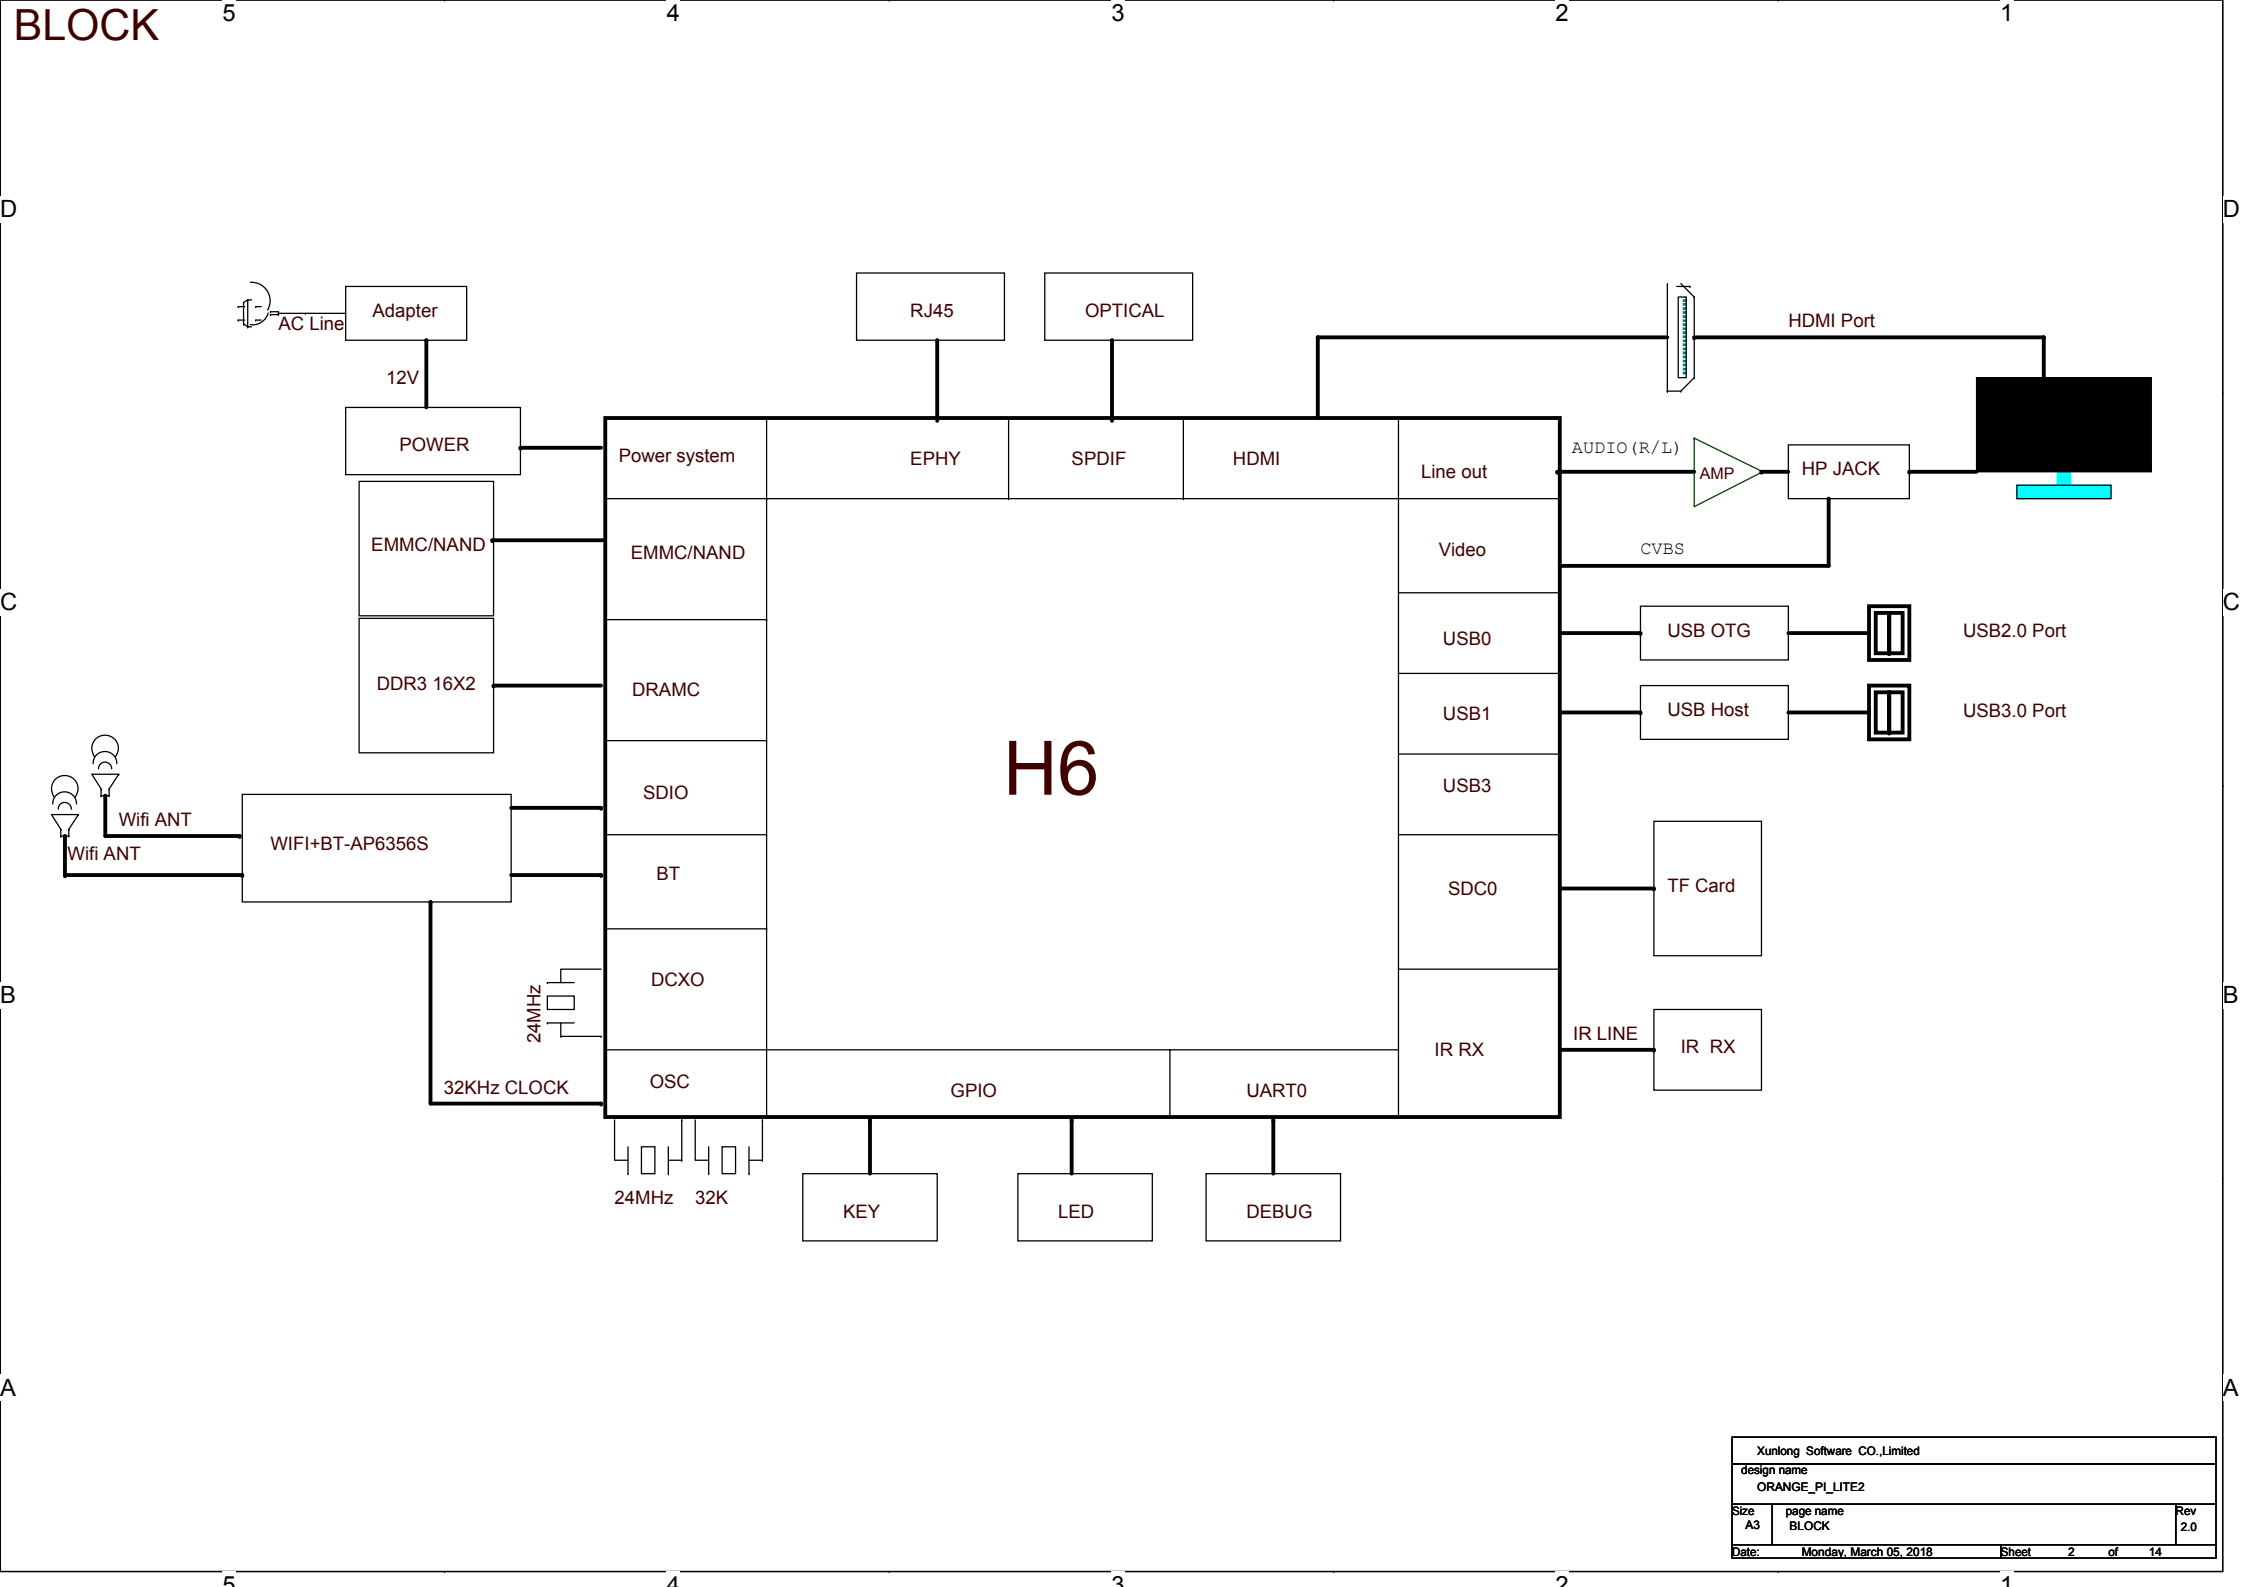 BLOCK
5 4 3 2 1
D D
AC Line
Adapter
RJ45
OPTICAL
HDMI Port
12V
POWER
Power system
EPHY
SPDIF
HDMI
Line out
AUDIO(R/L)
AMP
HP JACK
EMMC/NAND
EMMC/NAND
Video
CVBS
C C
USB0
USB OTG
USB2.0 Port
DDR3 16X2
DRAMC
USB1
USB Host
USB3.0 Port
H6
SDIO
USB3
Wifi ANT
WIFI+BT-AP6356S
Wifi ANT
BT
SDC0
TF Card
B B
24MHz
DCXO
IR RX
IR LINE
IR RX
32KHz CLOCK
OSC
GPIO
UART0
24MHz 32K
KEY
LED
DEBUG
A A
Xunlong Software CO.,Limited
design name
ORANGE_PI_LITE2
Size page name Rev
A3 BLOCK 2.0
Date: Monday, March 05, 2018 Sheet 2 of 14
5 4 3 2 1